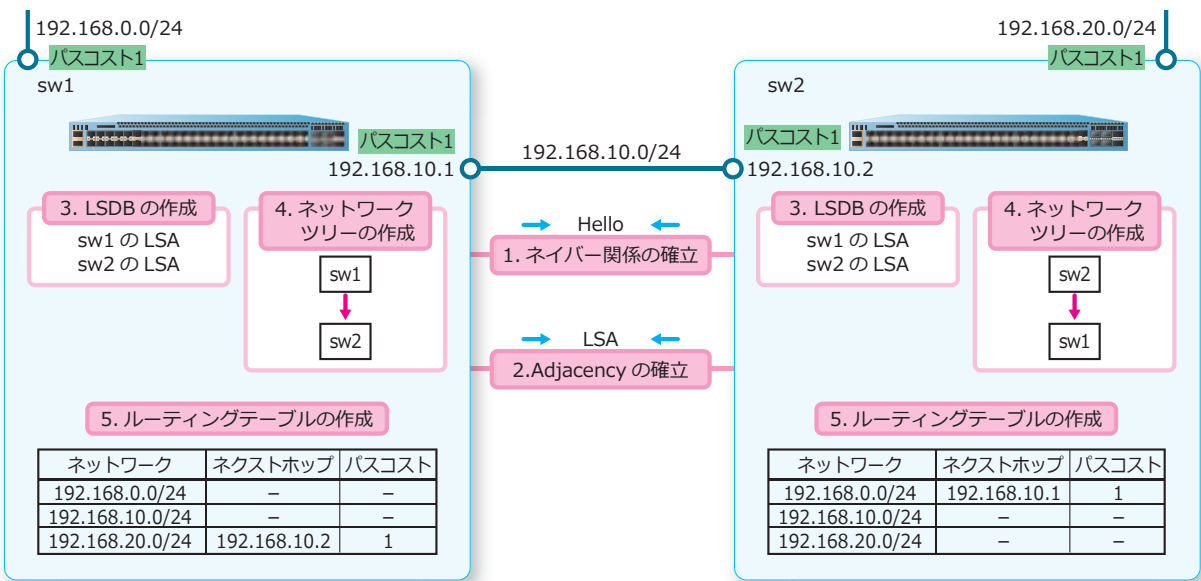 192.168.0.0/24
パスコスト1
sw1
パスコスト1
192.168.10.1
3. LSDB の作成
sw1 の LSA
sw2 の LSA
4. ネットワーク
ツリーの作成
sw1
sw2
5. ルーティングテーブルの作成
ネットワーク ネクストホップ パスコスト
192.168.0.0/24 − −
192.168.10.0/24 − −
192.168.20.0/24 192.168.10.2 1
192.168.10.0/24
Hello
1. ネイバー関係の確立
LSA
2.Adjacency の確立
192.168.20.0/24
パスコスト1
sw2
パスコスト1
192.168.10.2
3. LSDB の作成
sw1 の LSA
sw2 の LSA
4. ネットワーク
ツリーの作成
sw2
sw1
5. ルーティングテーブルの作成
ネットワーク ネクストホップ パスコスト
192.168.0.0/24 192.168.10.1 1
192.168.10.0/24 − −
192.168.20.0/24 − −